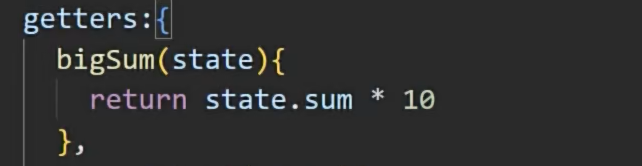 getters:{
bigSum(state){
return state.sum * 10
},